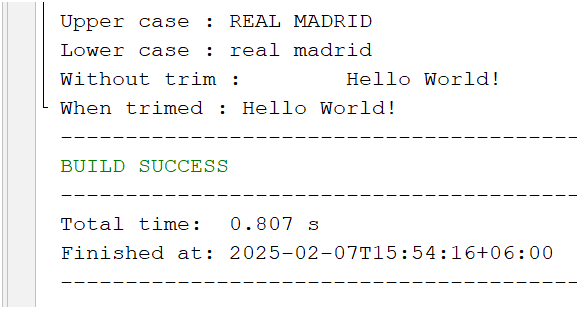 Upper case : REAL MADRID
Lower case : real madrid
Without trim :        Hello World!
When trimed : Hello World!
----------------------------------------
BUILD SUCCESS
----------------------------------------
Total time:  0.807 s
Finished at: 2025-02-07T15:54:16+06:00
----------------------------------------